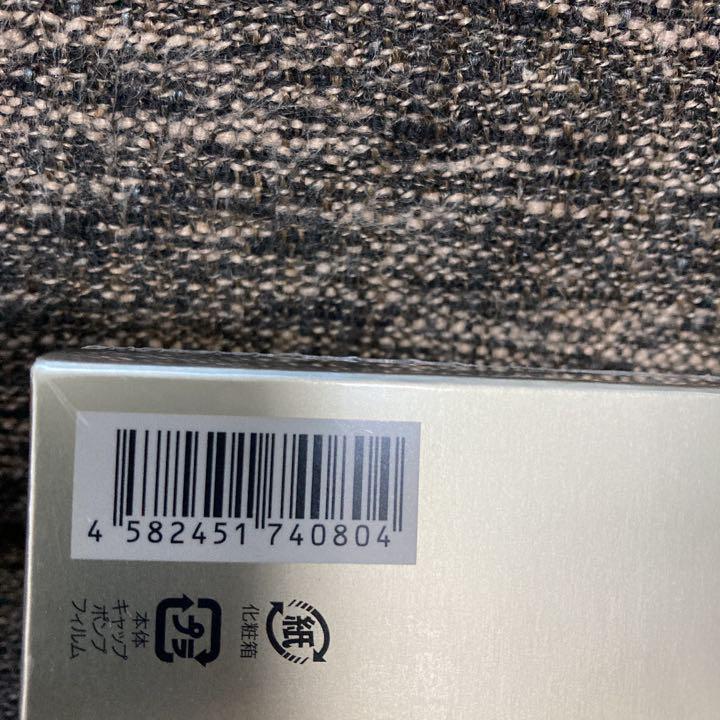 4 582451 740804
紙
化粧箱
プラ
本体
キャップ
ポンプ
フィルム